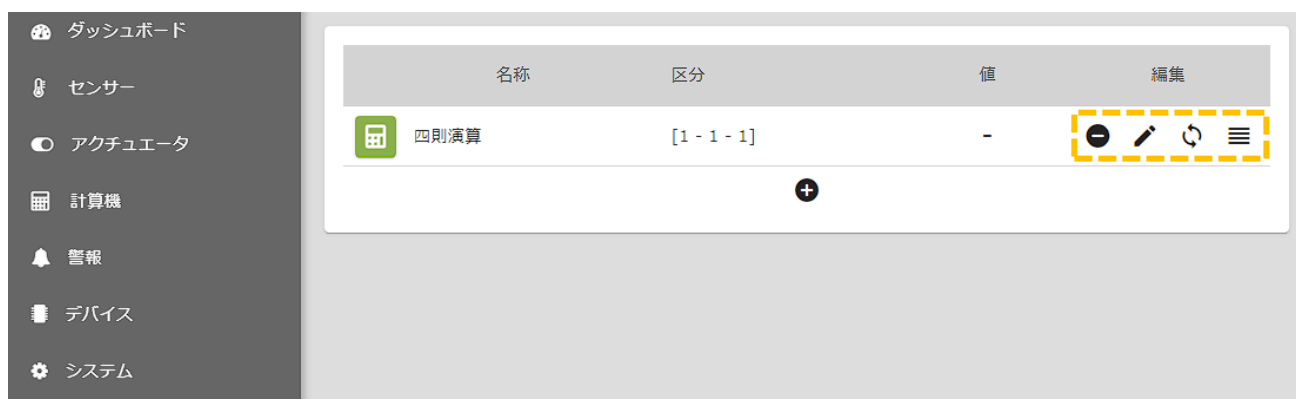 ダッシュボード
センサー
アクチュエータ
計算機
警報
デバイス
システム
名称 区分 値 編集
四則演算 [1 - 1 - 1] -